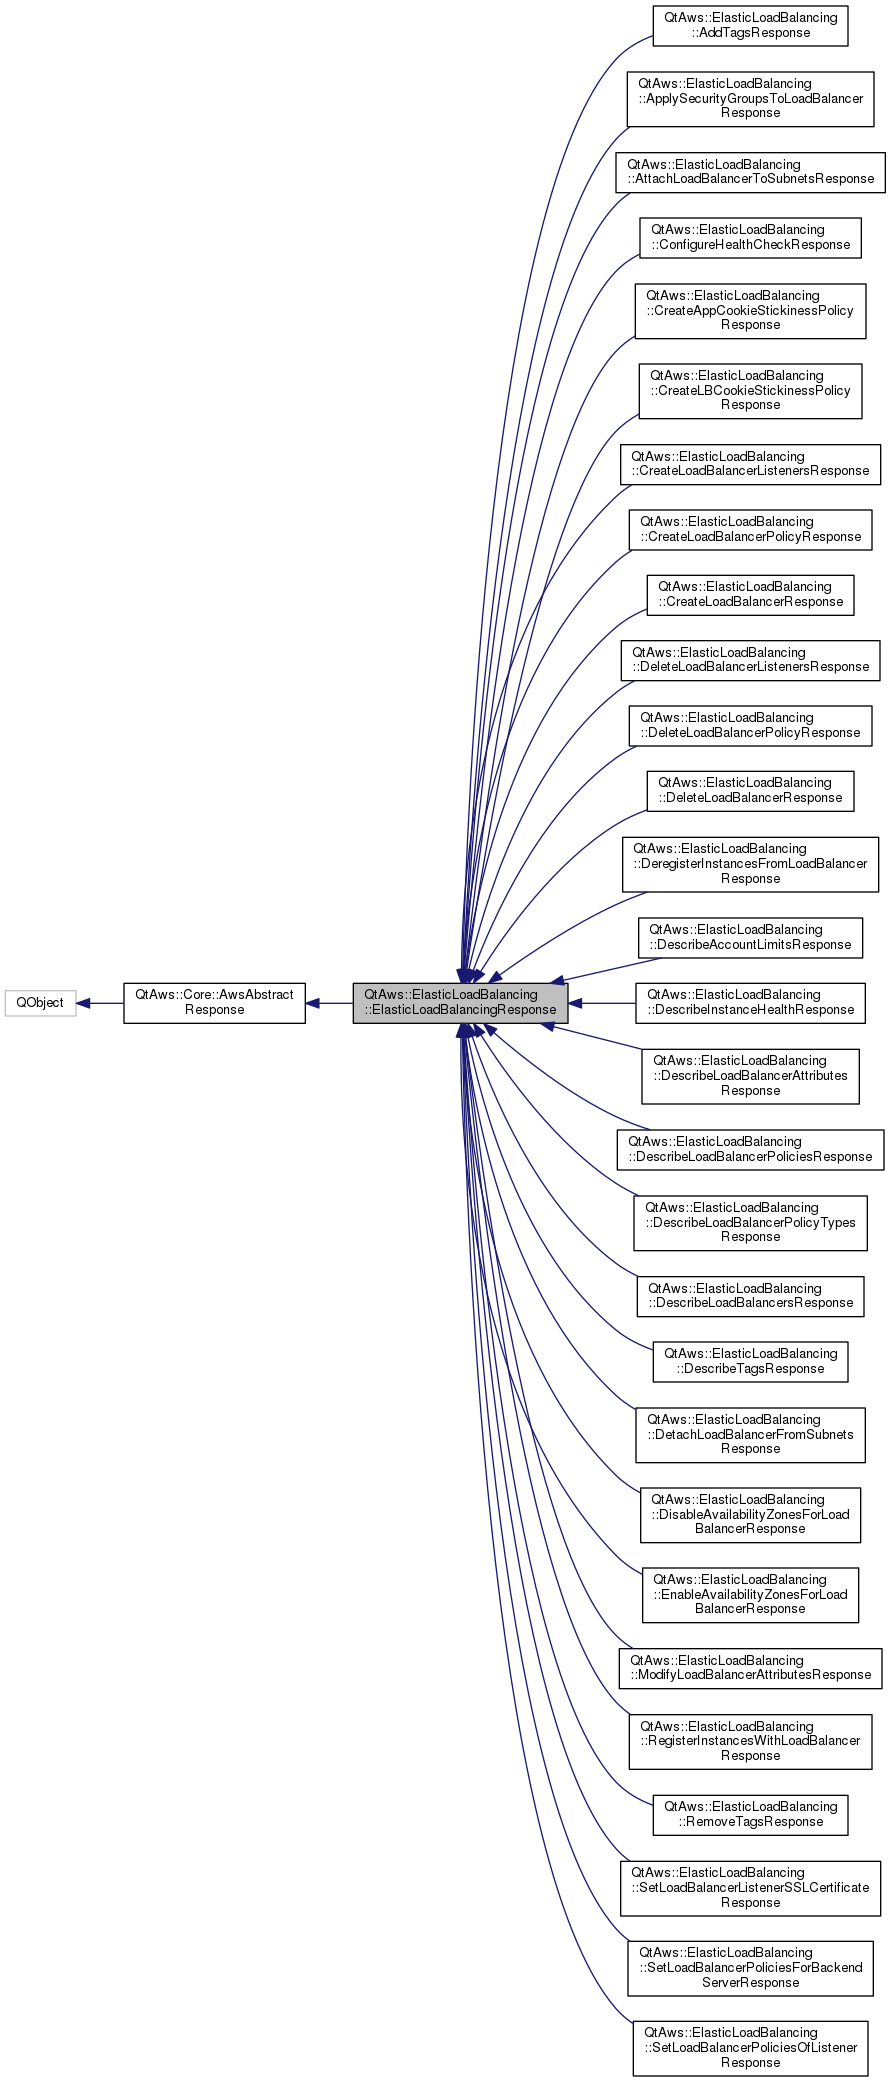 QtAws::ElasticLoadBalancing
::AddTagsResponse
QtAws::ElasticLoadBalancing
::ApplySecurityGroupsToLoadBalancer
Response
QtAws::ElasticLoadBalancing
::AttachLoadBalancerToSubnetsResponse
QtAws::ElasticLoadBalancing
::ConfigureHealthCheckResponse
QtAws::ElasticLoadBalancing
::CreateAppCookieStickinessPolicy
Response
QtAws::ElasticLoadBalancing
::CreateLBCookieStickinessPolicy
Response
QtAws::ElasticLoadBalancing
::CreateLoadBalancerListenersResponse
QtAws::ElasticLoadBalancing
::CreateLoadBalancerPolicyResponse
QtAws::ElasticLoadBalancing
::CreateLoadBalancerResponse
QtAws::ElasticLoadBalancing
::DeleteLoadBalancerListenersResponse
QtAws::ElasticLoadBalancing
::DeleteLoadBalancerPolicyResponse
QtAws::ElasticLoadBalancing
::DeleteLoadBalancerResponse
QtAws::ElasticLoadBalancing
::DeregisterInstancesFromLoadBalancer
Response
QtAws::ElasticLoadBalancing
::DescribeAccountLimitsResponse
QObject
QtAws::Core::AwsAbstract
Response
QtAws::ElasticLoadBalancing
::ElasticLoadBalancingResponse
QtAws::ElasticLoadBalancing
::DescribeInstanceHealthResponse
QtAws::ElasticLoadBalancing
::DescribeLoadBalancerAttributes
Response
QtAws::ElasticLoadBalancing
::DescribeLoadBalancerPoliciesResponse
QtAws::ElasticLoadBalancing
::DescribeLoadBalancerPolicyTypes
Response
QtAws::ElasticLoadBalancing
::DescribeLoadBalancersResponse
QtAws::ElasticLoadBalancing
::DescribeTagsResponse
QtAws::ElasticLoadBalancing
::DetachLoadBalancerFromSubnets
Response
QtAws::ElasticLoadBalancing
::DisableAvailabilityZonesForLoad
BalancerResponse
QtAws::ElasticLoadBalancing
::EnableAvailabilityZonesForLoad
BalancerResponse
QtAws::ElasticLoadBalancing
::ModifyLoadBalancerAttributesResponse
QtAws::ElasticLoadBalancing
::RegisterInstancesWithLoadBalancer
Response
QtAws::ElasticLoadBalancing
::RemoveTagsResponse
QtAws::ElasticLoadBalancing
::SetLoadBalancerListenerSSLCertificate
Response
QtAws::ElasticLoadBalancing
::SetLoadBalancerPoliciesForBackend
ServerResponse
QtAws::ElasticLoadBalancing
::SetLoadBalancerPoliciesOfListener
Response